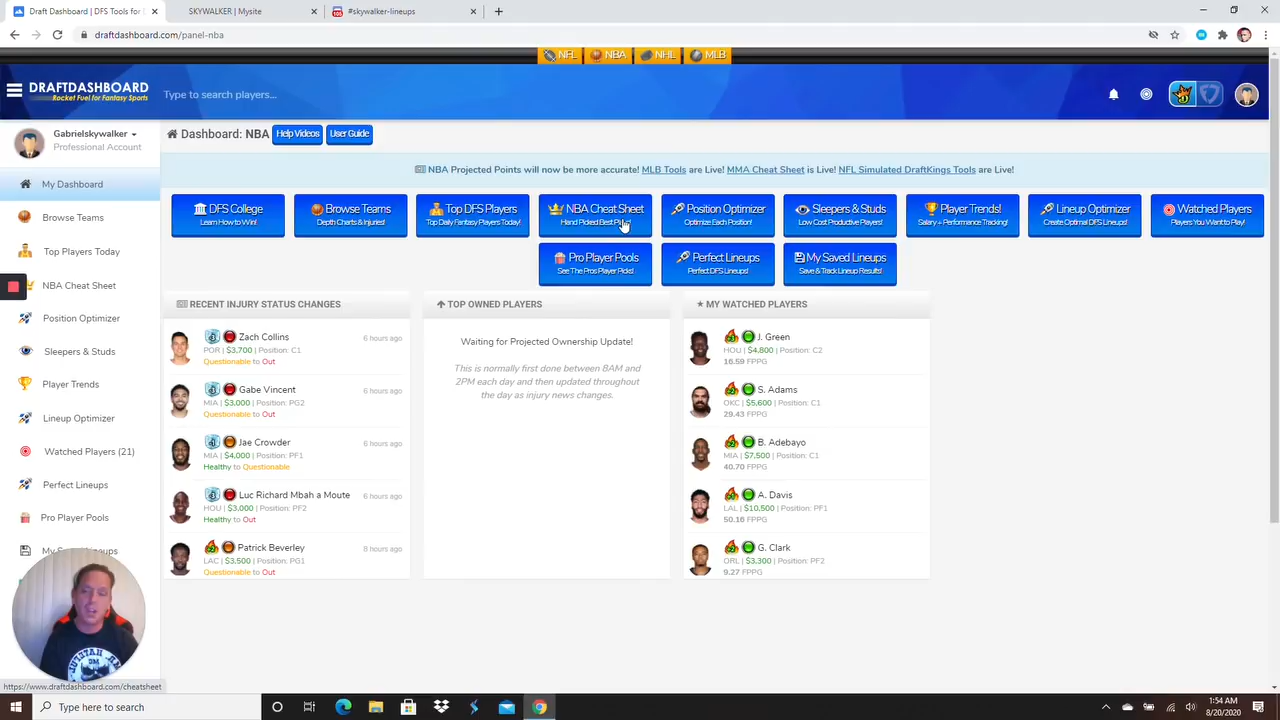 Draft Dashboard | DFS Tools for E
SKYWALKER | Mysite
#skywalker-lineups
draftdashboard.com/panel-nba
NFL NBA NHL MLB
DRAFTDASHBOARD
Rocket Fuel for Fantasy Sports
Type to search players...
Gabrielskywalker
Professional Account
My Dashboard
Browse Teams
Top Players Today
NBA Cheat Sheet
Position Optimizer
Sleepers & Studs
Player Trends
Lineup Optimizer
Watched Players (21)
Perfect Lineups
Pro Player Pools
Dashboard: NBA Help Videos User Guide
NBA Projected Points will now be more accurate! MLB Tools are Live! MMA Cheat Sheet is Live! NFL Simulated DraftKings Tools are Live!
DFS College
Learn How to Win!
Browse Teams
Depth Charts & Injuries!
Top DFS Players
Top Daily Fantasy Players Today!
NBA Cheat Sheet
Hand Picked Best
Position Optimizer
Optimize Each Position!
Sleepers & Studs
Low Cost Productive Players!
Player Trends!
Salary + Performance Tracking!
Lineup Optimizer
Create Optimal DFS Lineups!
Watched Players
Players You Want to Play!
Pro Player Pools
See The Pros Player Picks!
Perfect Lineups
Perfect DFS Lineups!
My Saved Lineups
Save & Track Lineup Results!
RECENT INJURY STATUS CHANGES
Zach Collins 6 hours ago
POR | $3,700 | Position: C1
Questionable to Out
Gabe Vincent 6 hours ago
MIA | $3,000 | Position: PG2
Questionable to Out
Jae Crowder 6 hours ago
MIA | $4,000 | Position: PF1
Healthy to Questionable
Luc Richard Mbah a Moute 6 hours ago
HOU | $3,000 | Position: PF2
Healthy to Out
Patrick Beverley 8 hours ago
LAC | $3,500 | Position: PG1
Questionable to Out
TOP OWNED PLAYERS
Waiting for Projected Ownership Update!
This is normally first done between 8AM and
2PM each day and then updated throughout
the day as injury news changes.
MY WATCHED PLAYERS
J. Green
HOU | $4,800 | Position: C2
16.59 FPPG
S. Adams
OKC | $5,600 | Position: C1
29.43 FPPG
B. Adebayo
MIA | $7,500 | Position: C1
40.70 FPPG
A. Davis
LAL | $10,500 | Position: PF1
50.16 FPPG
G. Clark
ORL | $3,300 | Position: PF2
9.27 FPPG
https://www.draftdashboard.com/cheatsheet
Type here to search
1:54 AM
8/20/2020